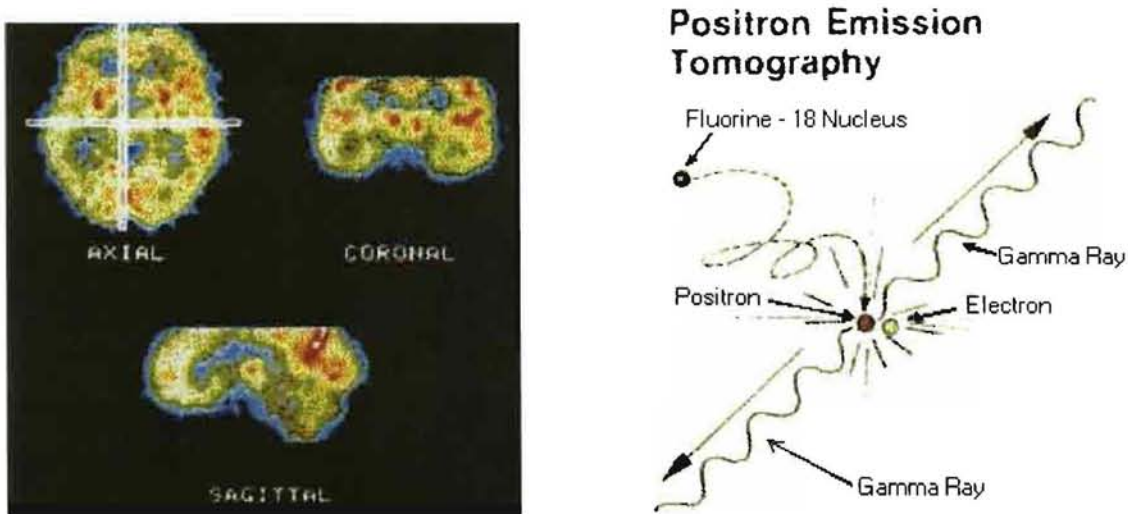 AXIAL
CORONAL
SAGITTAL
Positron Emission
Tomography
Fluorine - 18 Nucleus
Gamma Ray
Positron
Electron
Gamma Ray